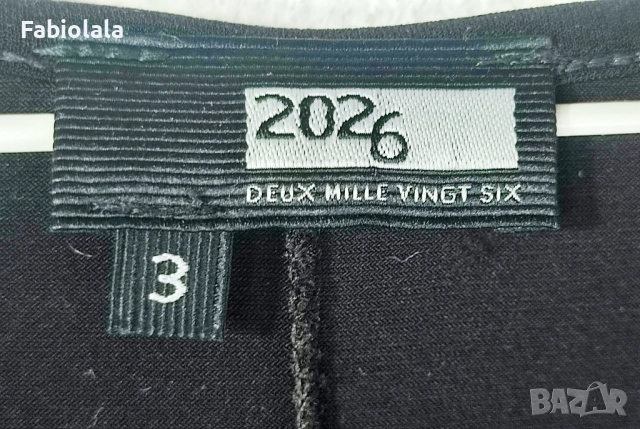 Fabiolala
2026
DEUX MILLE VINGT SIX
3
BAZAR